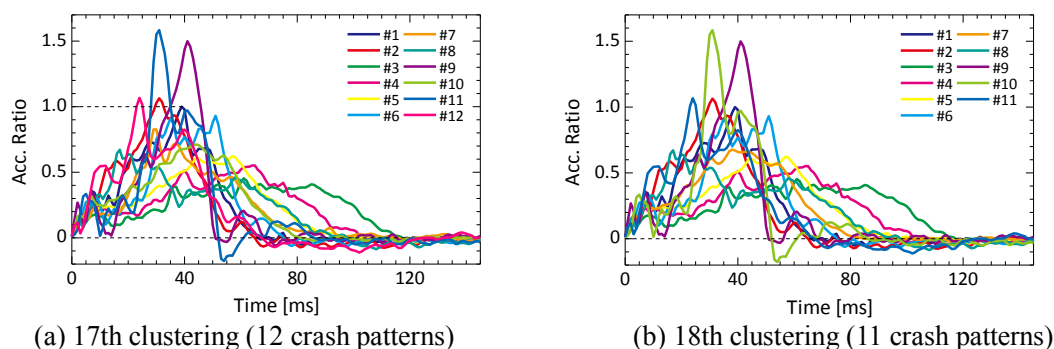 1.5
1.0
0.5
0
Acc. Ratio
#1 #7
#2 #8
#3 #9
#4 #10
#5 #11
#6 #12
0 40 80 120
Time [ms]
(a) 17th clustering (12 crash patterns)
1.5
1.0
0.5
0
Acc. Ratio
#1 #7
#2 #8
#3 #9
#4 #10
#5 #11
#6
0 40 80 120
Time [ms]
(b) 18th clustering (11 crash patterns)